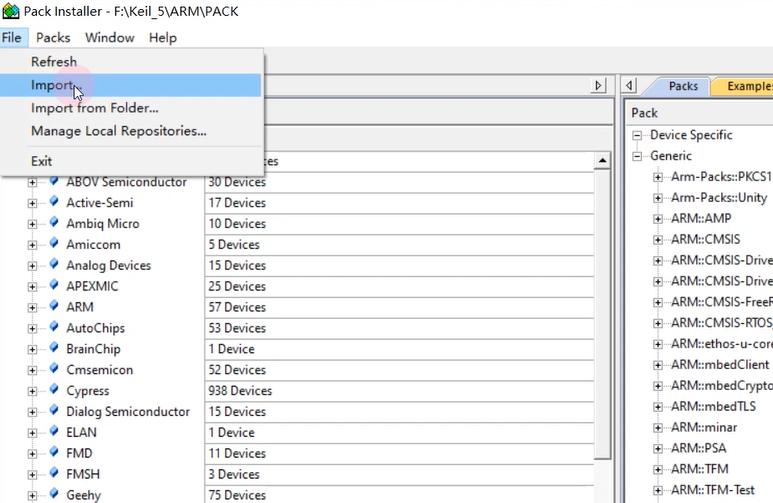 Pack Installer - F:\Keil_5\ARM\PACK
File Packs Window Help
Refresh
Import...
Import from Folder...
Manage Local Repositories...
Exit
Packs Examples
Pack
Device Specific
Generic
Arm-Packs::PKCS1
Arm-Packs::Unity
ARM::AMP
ARM::CMSIS
ARM::CMSIS-Drive
ARM::CMSIS-Drive
ARM::CMSIS-FreeR
ARM::CMSIS-RTOS
ARM::ethos-u-core
ARM::mbedClient
ARM::mbedCrypto
ARM::mbedTLS
ARM::minar
ARM::PSA
ARM::TFM
ARM::TFM-Test
ces
ABOV Semiconductor 30 Devices
Active-Semi 17 Devices
Ambiq Micro 10 Devices
Amiccom 5 Devices
Analog Devices 15 Devices
APEXMIC 25 Devices
ARM 57 Devices
AutoChips 53 Devices
BrainChip 1 Device
Cmsemicon 52 Devices
Cypress 938 Devices
Dialog Semiconductor 15 Devices
ELAN 1 Device
FMD 11 Devices
FMSH 3 Devices
Geehy 75 Devices